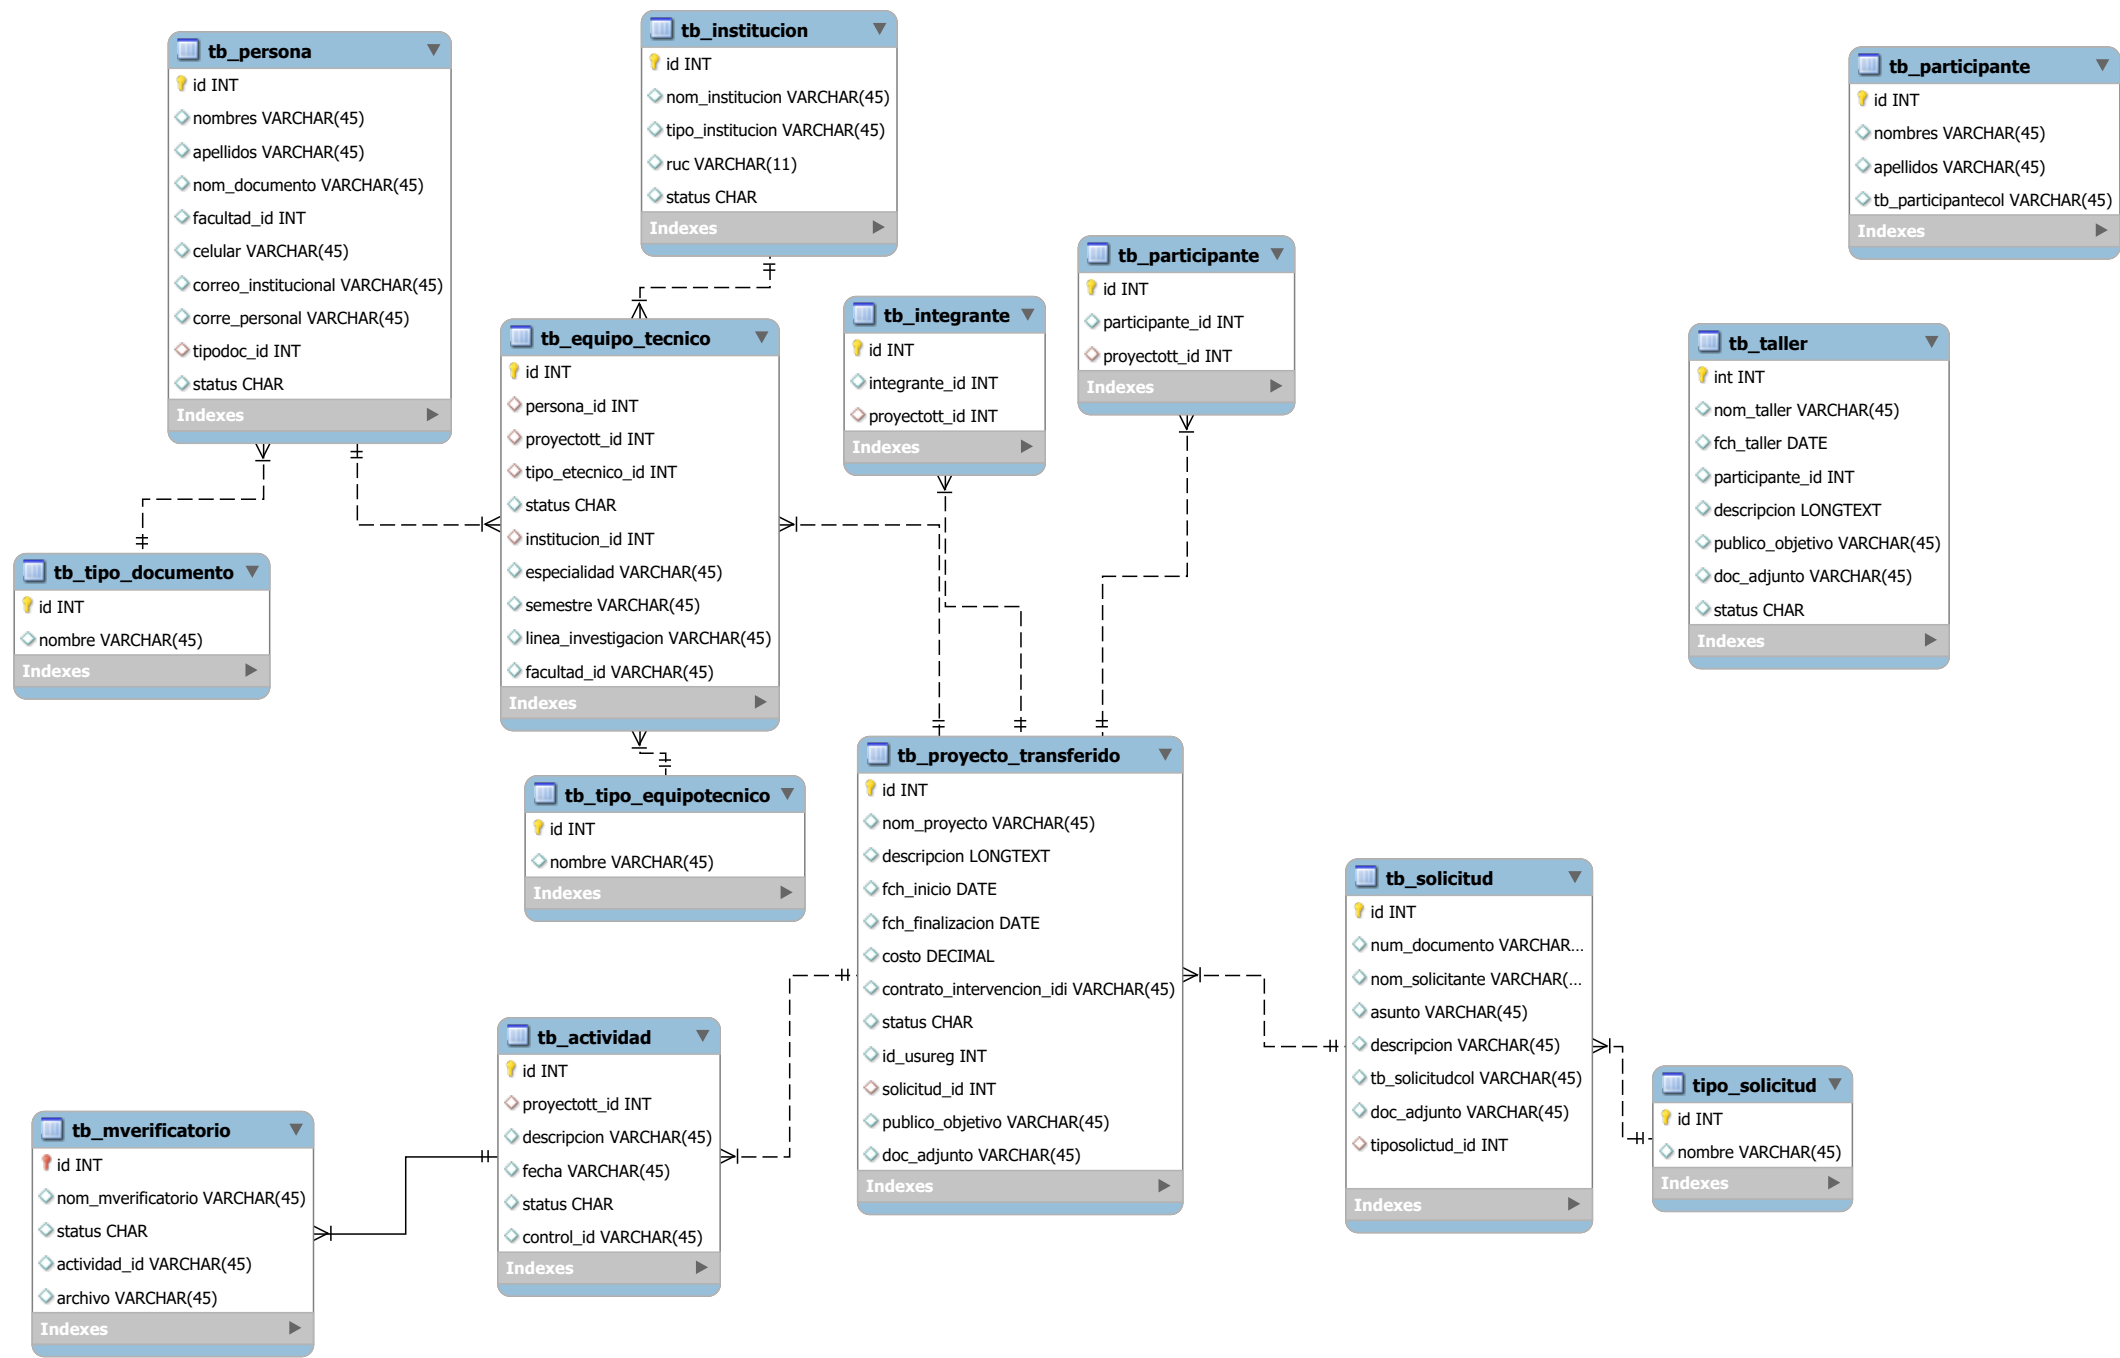 tb_persona
id INT
nombres VARCHAR(45)
apellidos VARCHAR(45)
nom_documento VARCHAR(45)
facultad_id INT
celular VARCHAR(45)
correo_institucional VARCHAR(45)
corre_personal VARCHAR(45)
tipodoc_id INT
status CHAR
Indexes
tb_institucion
id INT
nom_institucion VARCHAR(45)
tipo_institucion VARCHAR(45)
ruc VARCHAR(11)
status CHAR
Indexes
tb_participante
id INT
nombres VARCHAR(45)
apellidos VARCHAR(45)
tb_participantecol VARCHAR(45)
Indexes
tb_participante
id INT
participante_id INT
proyectott_id INT
Indexes
tb_integrante
id INT
integrante_id INT
proyectott_id INT
Indexes
tb_equipo_tecnico
id INT
persona_id INT
proyectott_id INT
tipo_etecnico_id INT
status CHAR
institucion_id INT
especialidad VARCHAR(45)
semestre VARCHAR(45)
linea_investigacion VARCHAR(45)
facultad_id VARCHAR(45)
Indexes
tb_taller
int INT
nom_taller VARCHAR(45)
fch_taller DATE
participante_id INT
descripcion LONGTEXT
publico_objetivo VARCHAR(45)
doc_adjunto VARCHAR(45)
status CHAR
Indexes
tb_tipo_documento
id INT
nombre VARCHAR(45)
Indexes
tb_tipo_equipotecnico
id INT
nombre VARCHAR(45)
Indexes
tb_proyecto_transferido
id INT
nom_proyecto VARCHAR(45)
descripcion LONGTEXT
fch_inicio DATE
fch_finalizacion DATE
costo DECIMAL
contrato_intervencion_idi VARCHAR(45)
status CHAR
id_usureg INT
solicitud_id INT
publico_objetivo VARCHAR(45)
doc_adjunto VARCHAR(45)
Indexes
tb_solicitud
id INT
num_documento VARCHAR...
nom_solicitante VARCHAR(...
asunto VARCHAR(45)
descripcion VARCHAR(45)
tb_solicitudcol VARCHAR(45)
doc_adjunto VARCHAR(45)
tiposolictud_id INT
Indexes
tipo_solicitud
id INT
nombre VARCHAR(45)
Indexes
tb_actividad
id INT
proyectott_id INT
descripcion VARCHAR(45)
fecha VARCHAR(45)
status CHAR
control_id VARCHAR(45)
Indexes
tb_mverificatorio
id INT
nom_mverificatorio VARCHAR(45)
status CHAR
actividad_id VARCHAR(45)
archivo VARCHAR(45)
Indexes